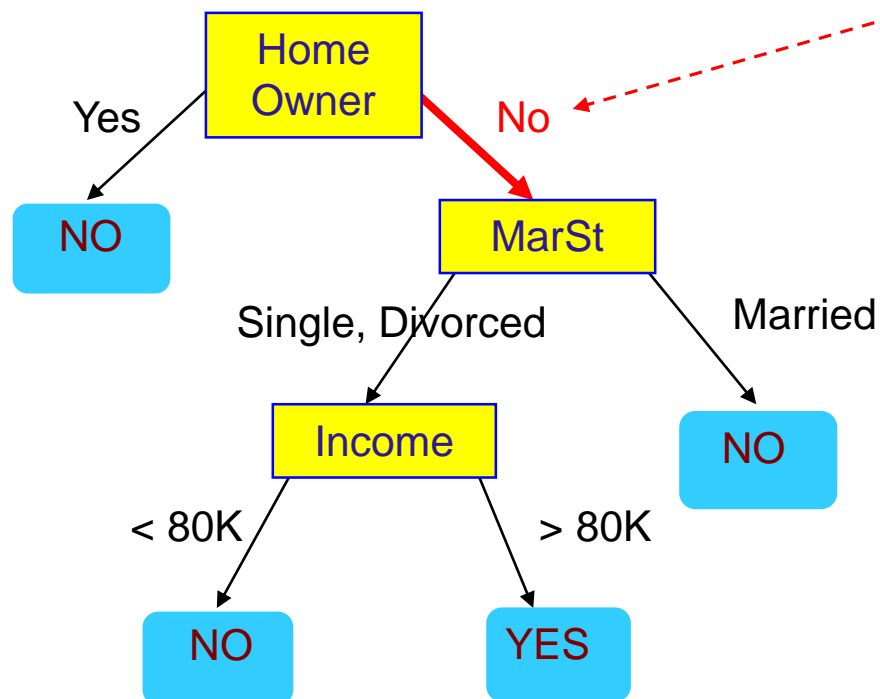 Home
Owner
Yes
No
NO
MarSt
Single, Divorced
Married
Income
NO
< 80K
> 80K
NO
YES